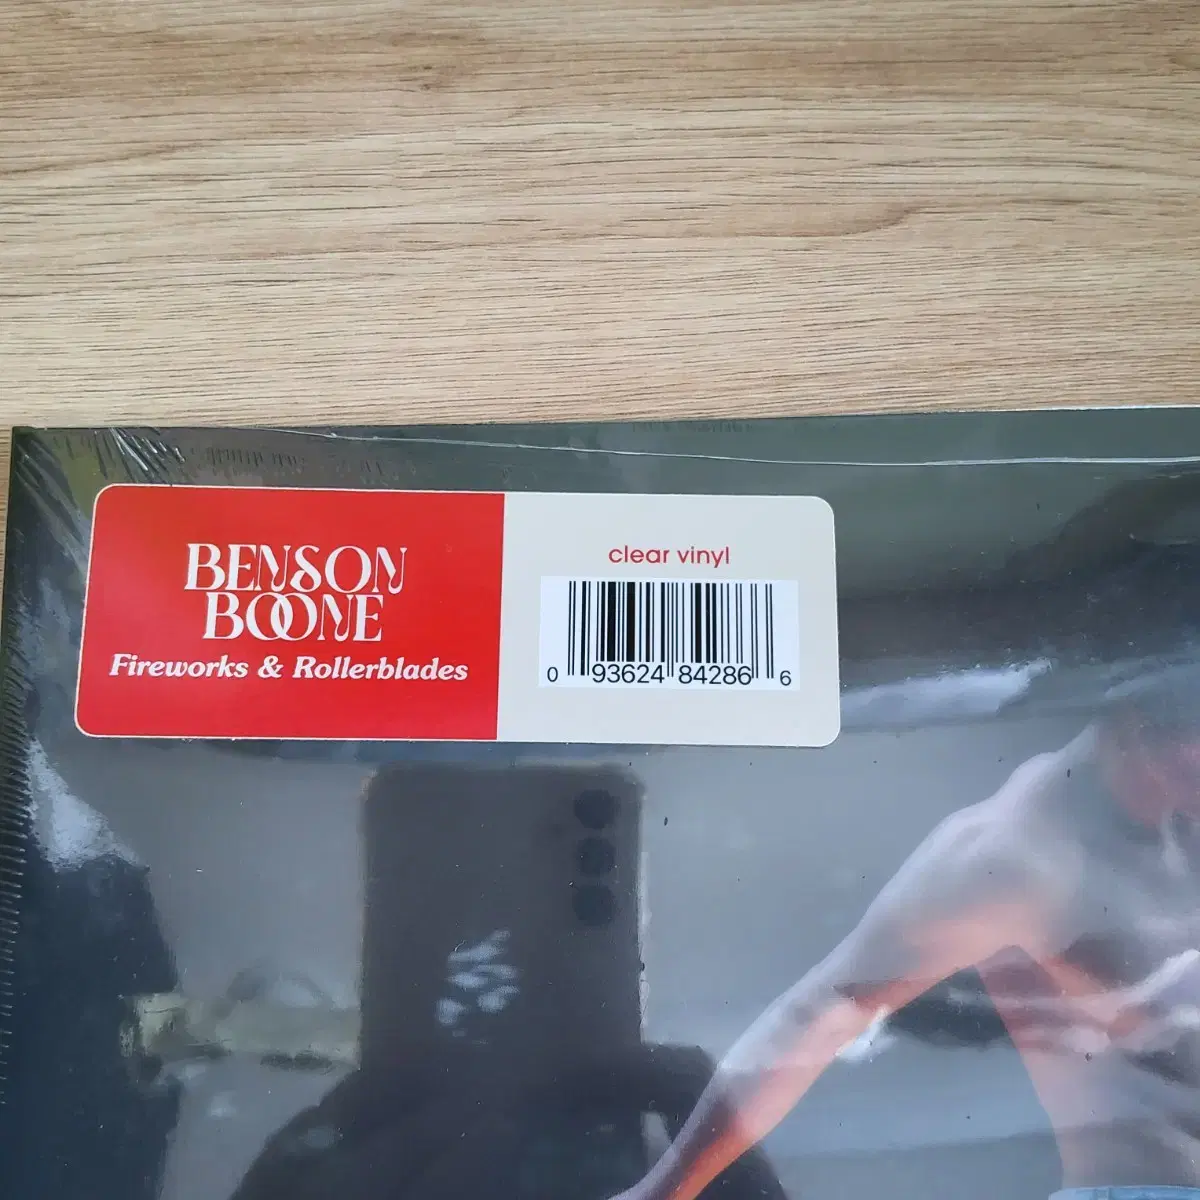 BENSON
BOONE
Fireworks & Rollerblades
clear vinyl
0 93624 84286 6